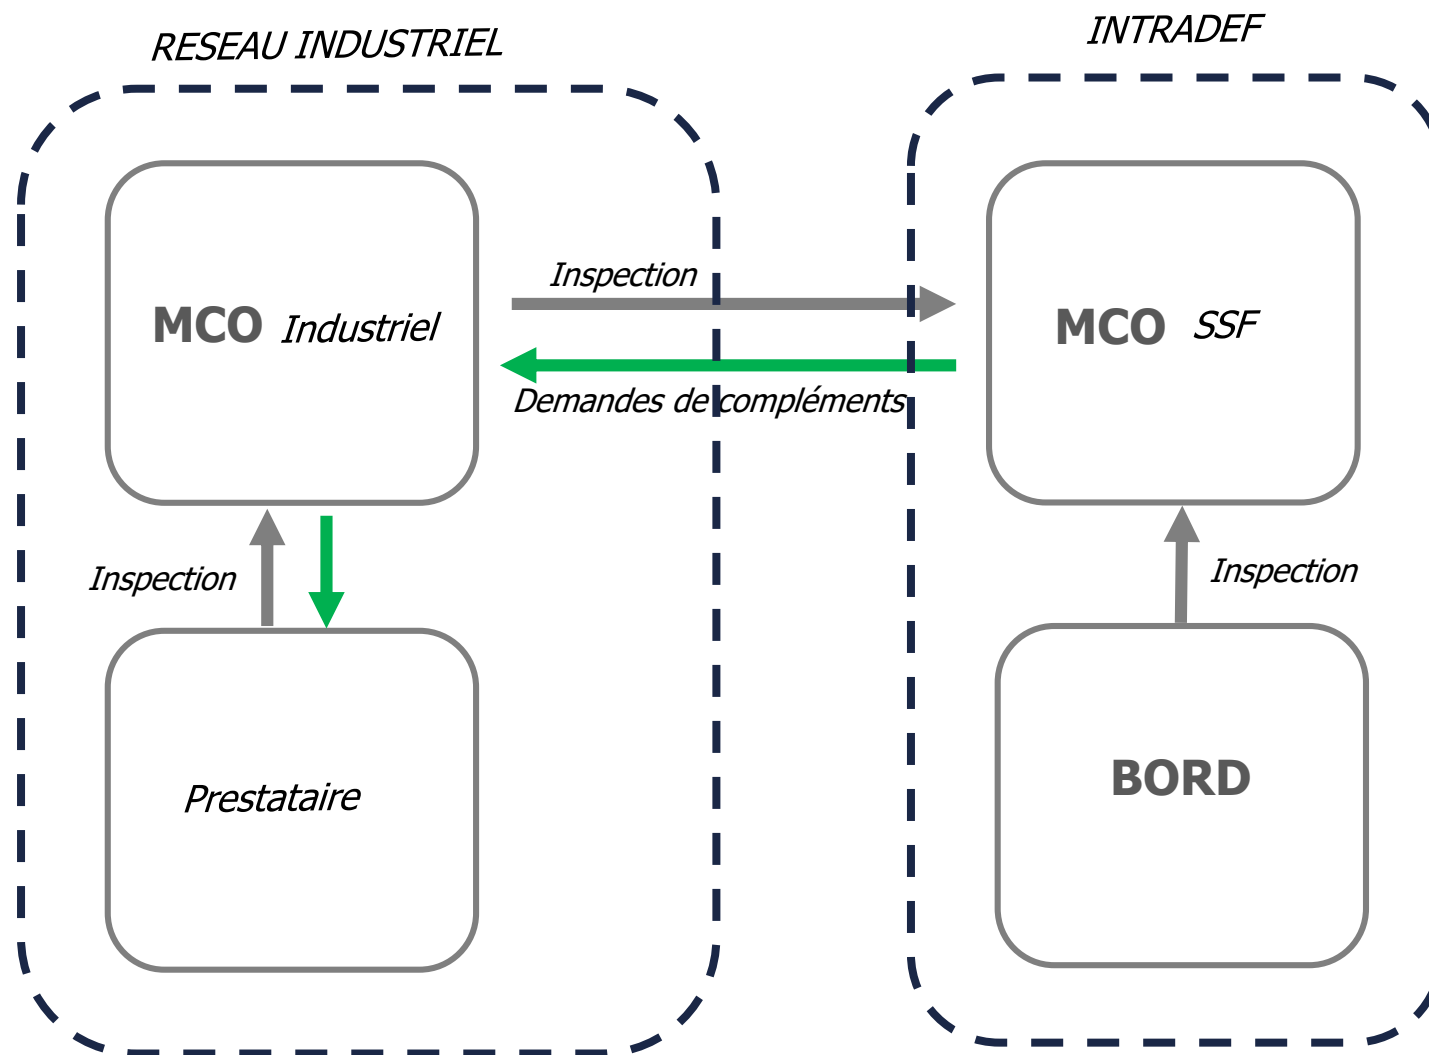 RESEAU INDUSTRIEL
INTRADEF
Inspection
MCO Industriel
MCO SSF
Demandes de compléments
Inspection
Inspection
Prestataire
BORD